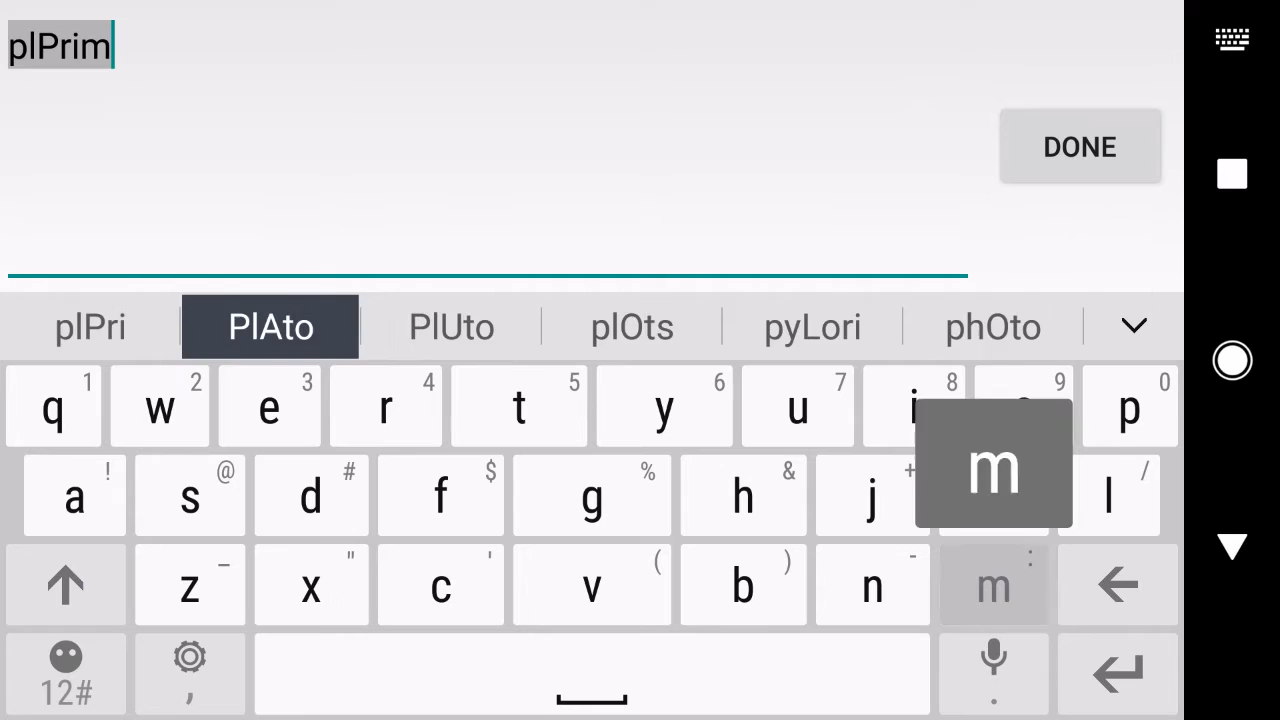 plPrim
DONE
plPri PlAto PlUto plOts pyLori phOto
q 1 w 2 e 3 r 4 t 5 y 6 u 7 i 8 9 p 0
a ! s @ d # f $ g % h & j + l /
z _ x " c ' v ( b ) n - m : m
12# , .